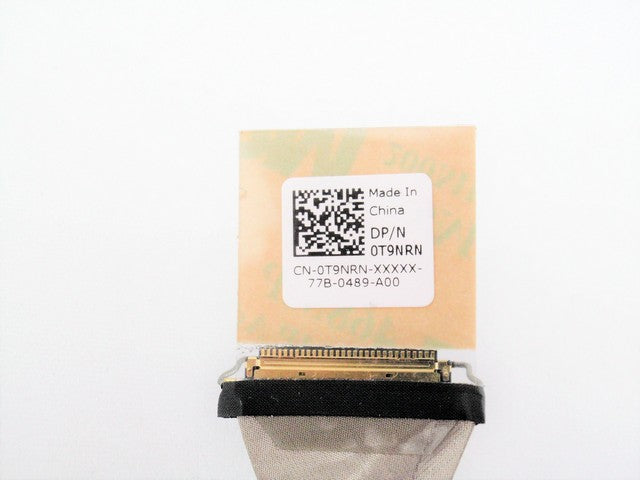 Made In
China
DP/N
0T9NRN
CN-0T9NRN-XXXXX-
77B-0489-A00